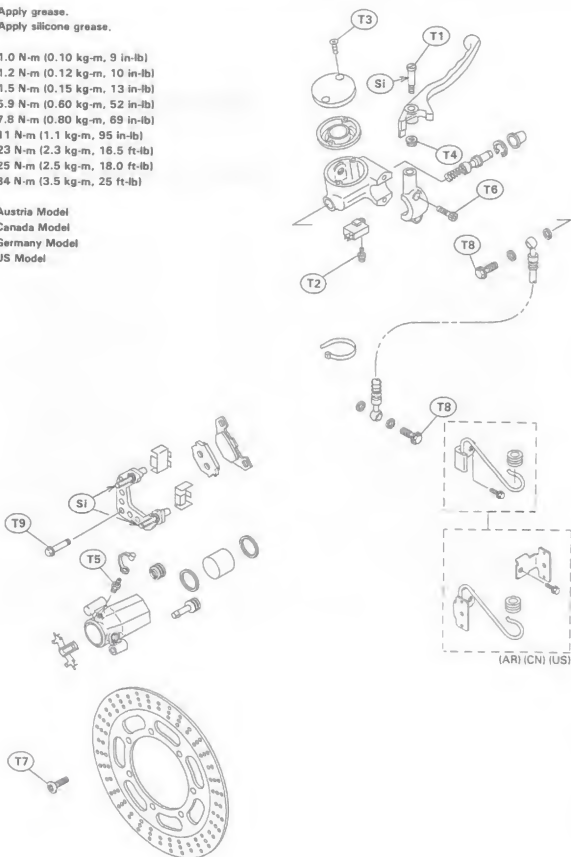 Apply grease.
Apply silicone grease.
1.0 N-m (0.10 kg-m, 9 in-lb)
1.2 N-m (0.12 kg-m, 10 in-lb)
1.5 N-m (0.15 kg-m, 13 in-lb)
5.9 N-m (0.60 kg-m, 52 in-lb)
7.8 N-m (0.80 kg-m, 69 in-lb)
11 N-m (1.1 kg-m, 95 in-lb)
23 N-m (2.3 kg-m, 16.5 ft-lb)
25 N-m (2.5 kg-m, 18.0 ft-lb)
34 N-m (3.5 kg-m, 25 ft-lb)
Austria Model
Canada Model
Germany Model
US Model
T3
T1
Si
T4
T6
T8
T2
T8
Si
T9
T5
(AR) (CN) (US)
T7